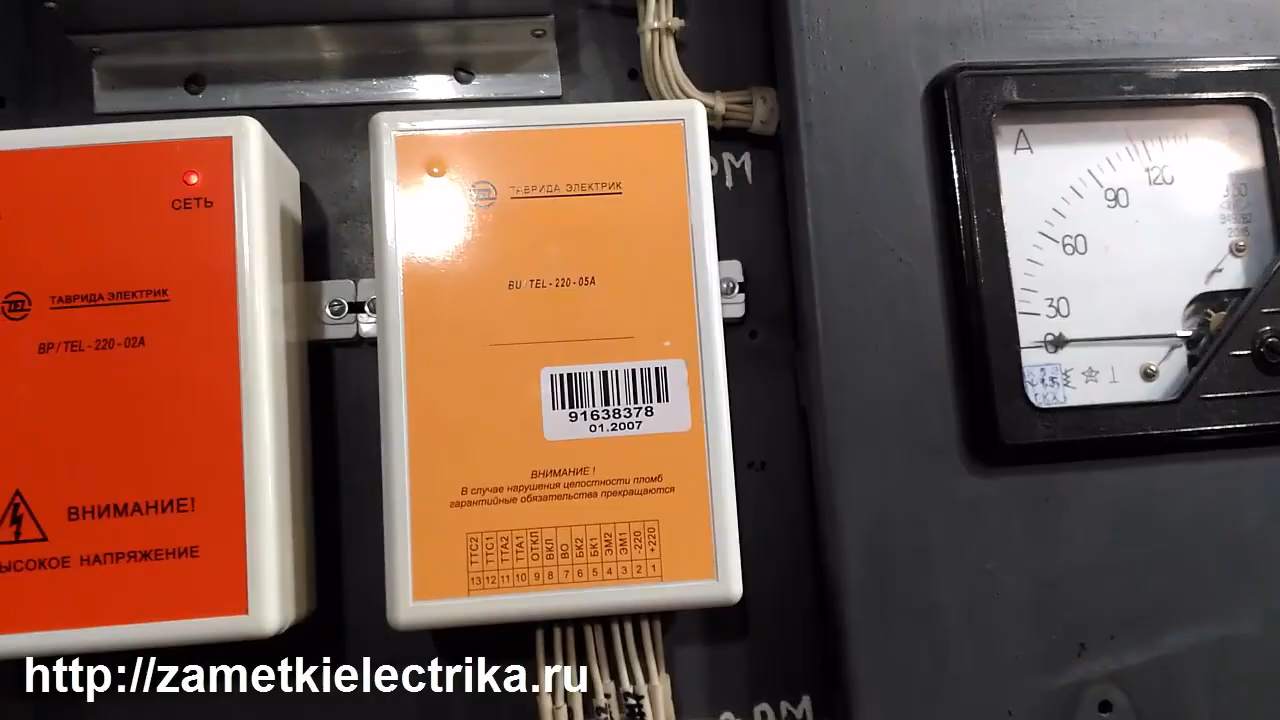 СЕТЬ
TEL
ТАВРИДА ЭЛЕКТРИК
BP/TEL-220-02A
ВНИМАНИЕ!
ВЫСОКОЕ НАПРЯЖЕНИЕ
TEL
ТАВРИДА ЭЛЕКТРИК
BU/TEL-220-05A
91638378
01.2007
ВНИМАНИЕ !
В случае нарушения целостности пломб
гарантийные обязательства прекращаются
ТТС2 ТТС1 ТТА2 ТТА1 ОТКЛ ВКЛ ВО БК2 БК1 ЭМ2 ЭМ1 -220 +220
13 12 11 10 9 8 7 6 5 4 3 2 1
A
120
90
60
30
0
http://zametkielectrika.ru